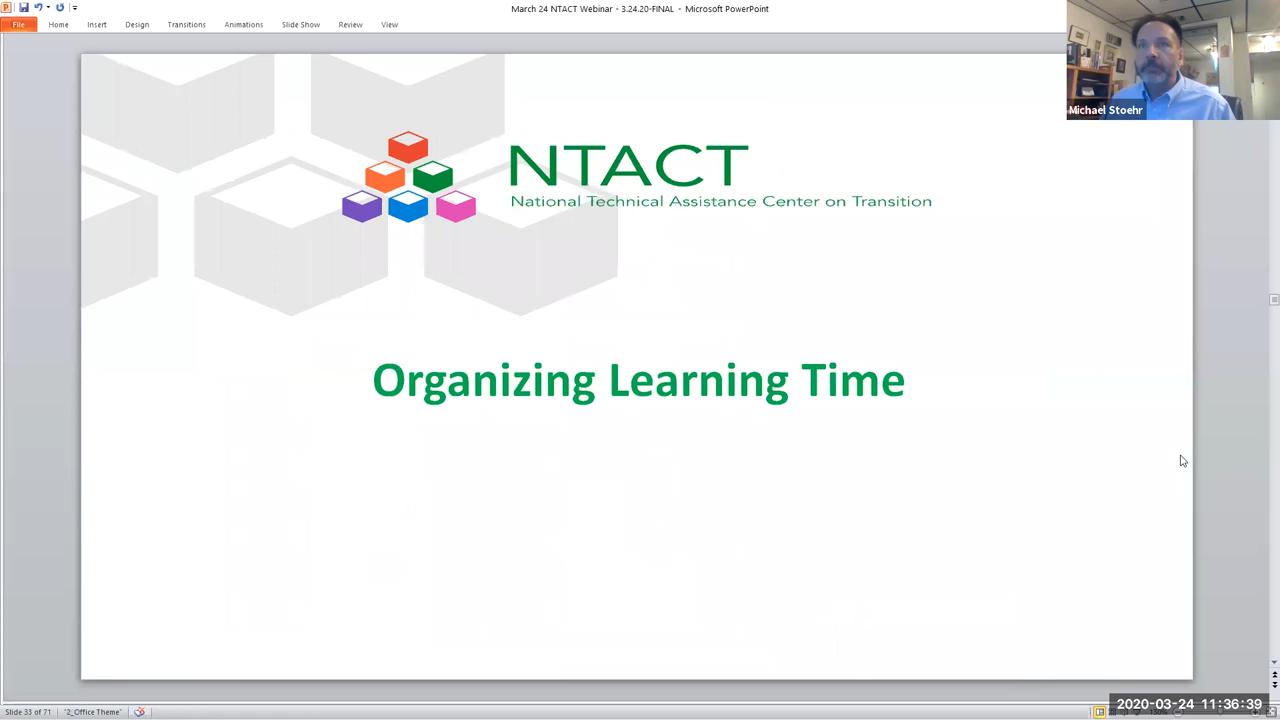 March 24 NTACT Webinar - 3.24.20-FINAL - Microsoft PowerPoint
File Home Insert Design Transitions Animations Slide Show Review View
Michael Stoehr
NTACT
National Technical Assistance Center on Transition
Organizing Learning Time
Slide 33 of 71 "2_Office Theme"
2020-03-24 11:36:39